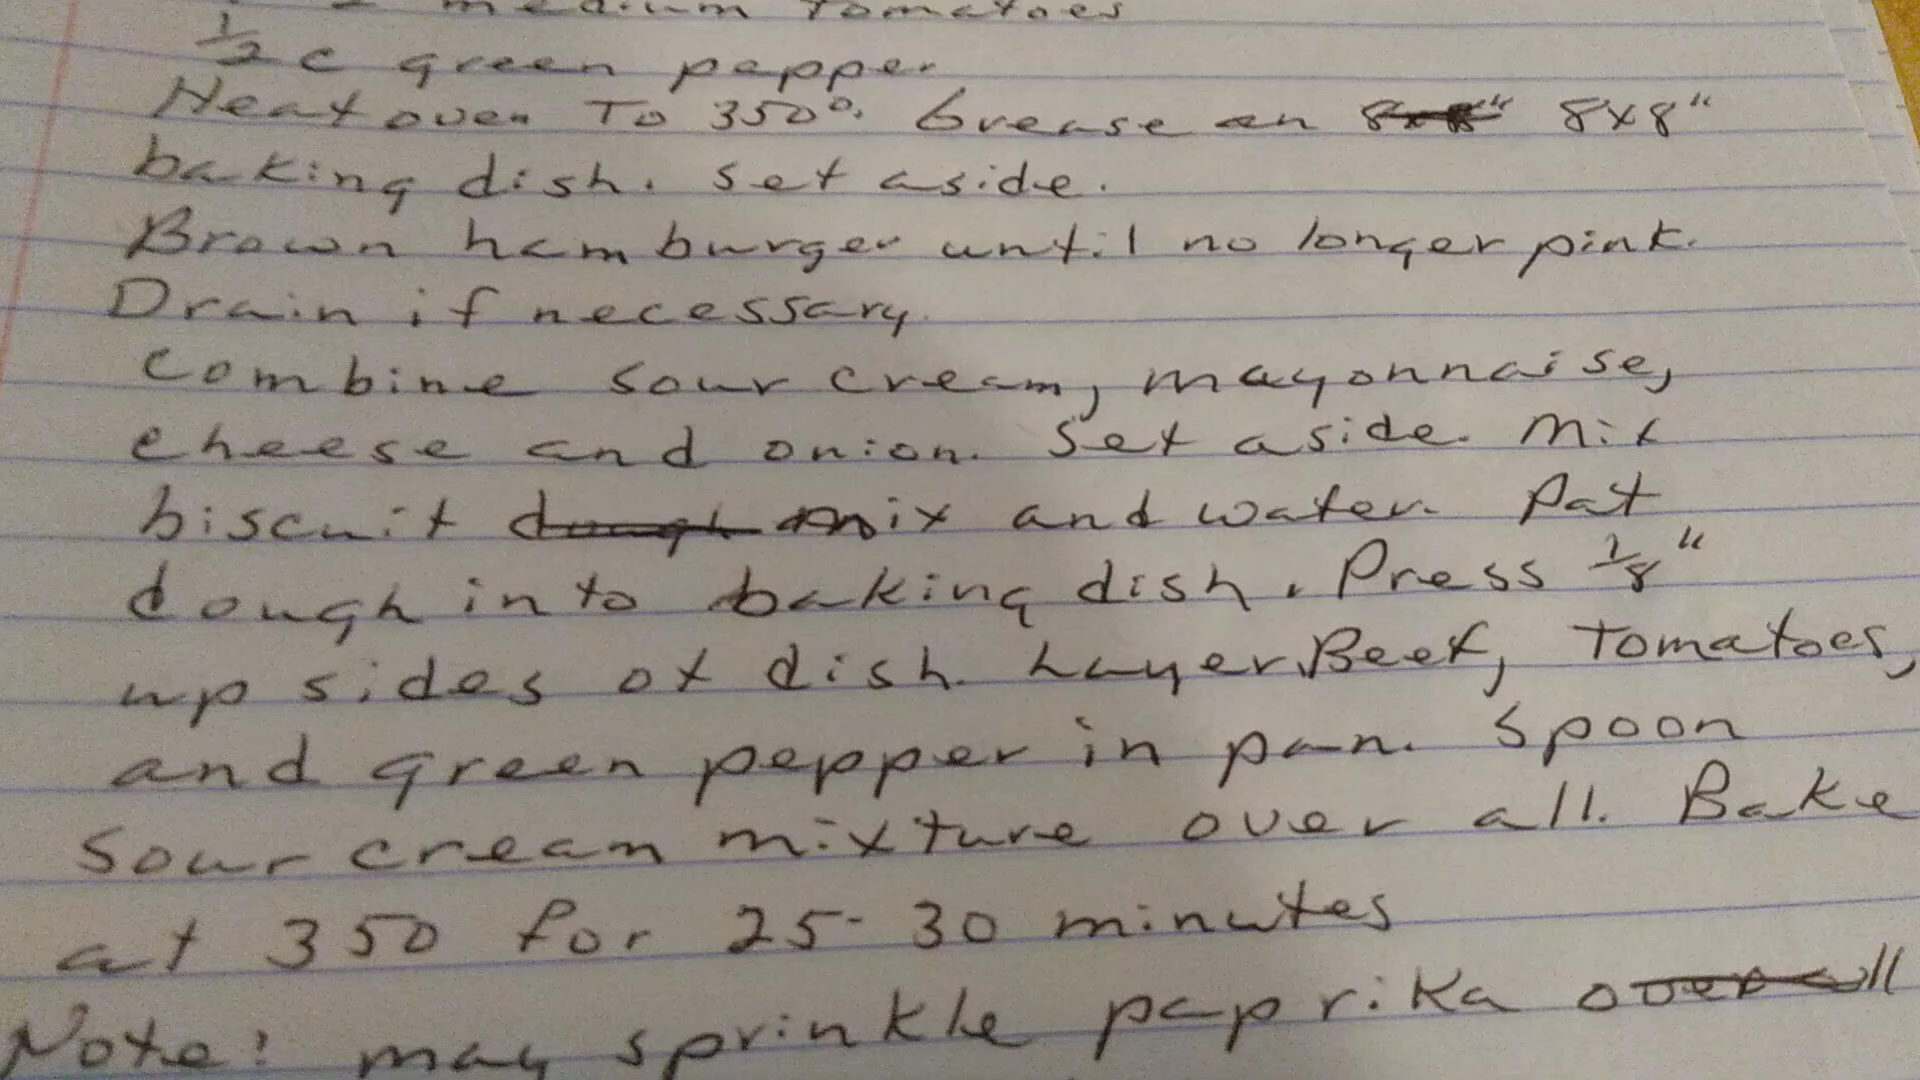 medium tomatoes
1/2 c green pepper
Heat oven To 350°. Grease an 8x8" 8x8"
baking dish. Set aside.
Brown hamburger until no longer pink.
Drain if necessary.
Combine sour cream, mayonnaise,
cheese and onion. Set aside. Mix
biscuit dough mix and water. Pat
dough into baking dish. Press 1/8"
up sides of dish. Layer Beef, Tomatoes,
and green pepper in pan. Spoon
sour cream mixture over all. Bake
at 350 for 25-30 minutes
Note: may sprinkle paprika over all